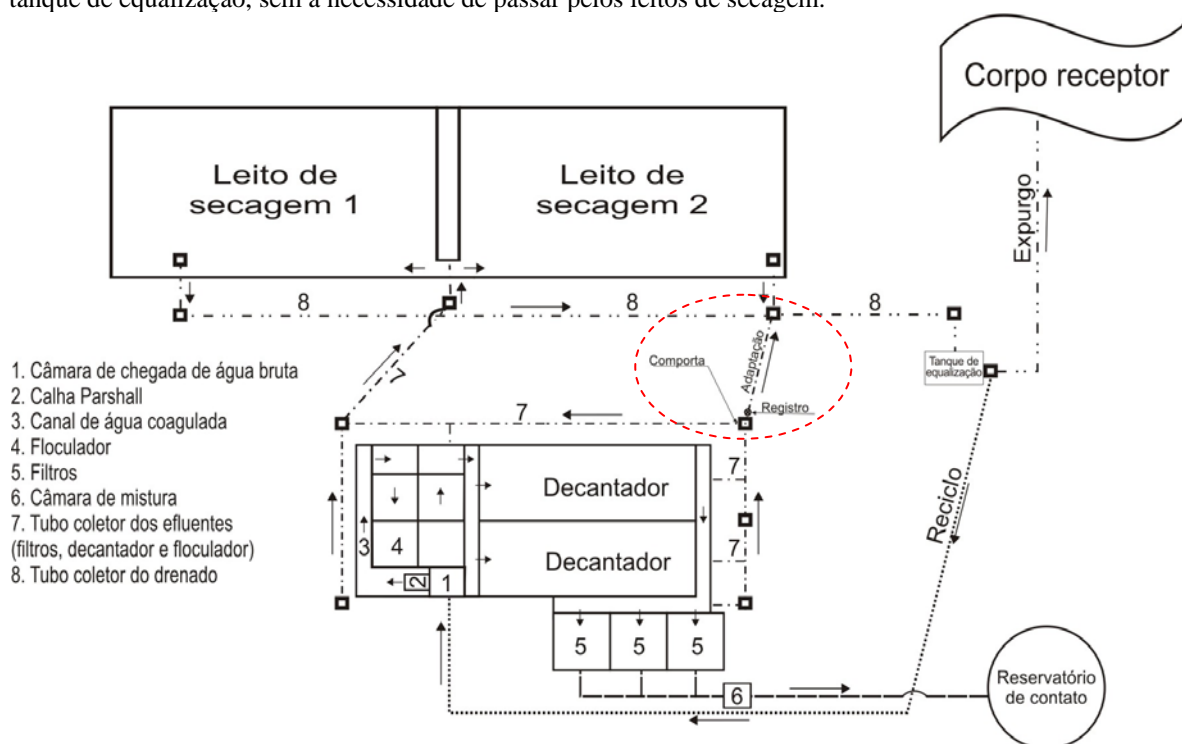 tanque de equalização, sem a necessidade de passar pelos leitos de secagem.
Corpo receptor
Leito de
secagem 1
Leito de
secagem 2
Expurgo
8
8
8
Comporta
Adaptação
Registro
Tanque de
equalização
7
7
1. Câmara de chegada de água bruta
2. Calha Parshall
3. Canal de água coagulada
4. Floculador
5. Filtros
6. Câmara de mistura
7. Tubo coletor dos efluentes
(filtros, decantador e floculador)
8. Tubo coletor do drenado
Decantador
7
Reciclo
3
4
Decantador
7
2
1
5
5
5
6
Reservatório
de contato